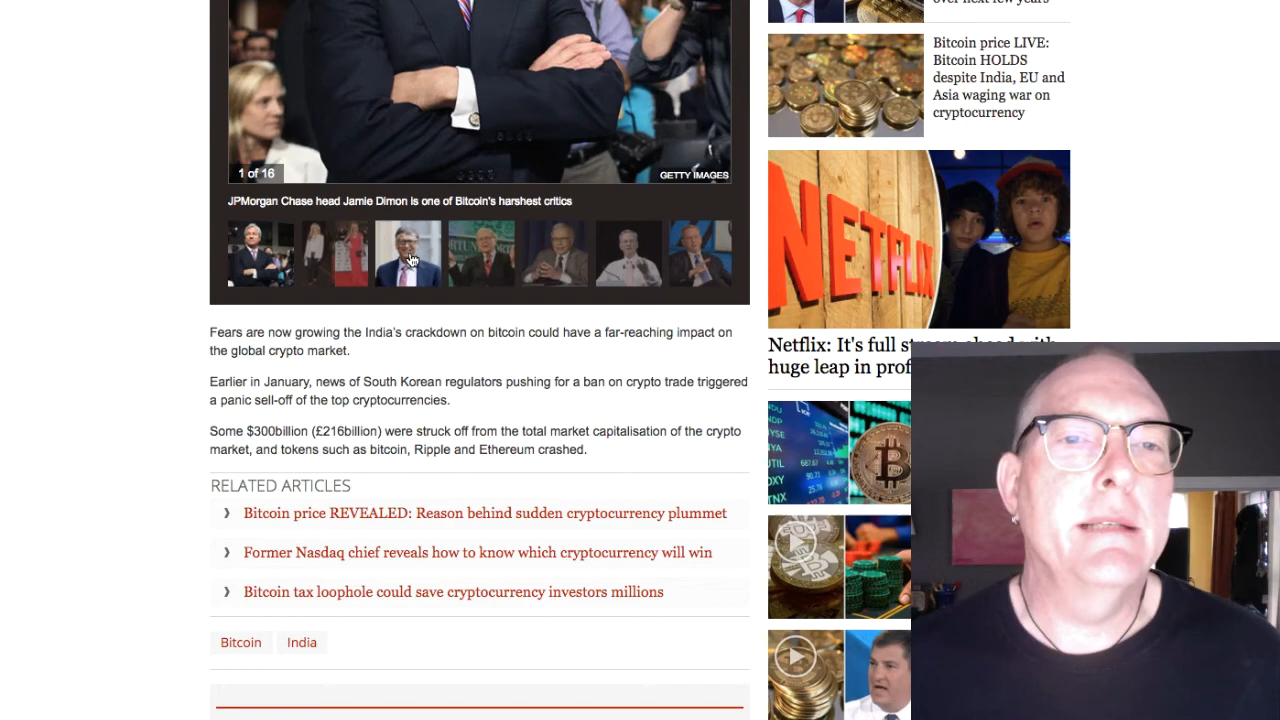 1 of 16
GETTY IMAGES
JPMorgan Chase head Jamie Dimon is one of Bitcoin's harshest critics
Fears are now growing the India's crackdown on bitcoin could have a far-reaching impact on
the global crypto market.
Earlier in January, news of South Korean regulators pushing for a ban on crypto trade triggered
a panic sell-off of the top cryptocurrencies.
Some $300billion (£216billion) were struck off from the total market capitalisation of the crypto
market, and tokens such as bitcoin, Ripple and Ethereum crashed.
RELATED ARTICLES
Bitcoin price REVEALED: Reason behind sudden cryptocurrency plummet
Former Nasdaq chief reveals how to know which cryptocurrency will win
Bitcoin tax loophole could save cryptocurrency investors millions
Bitcoin
India
over next few years
Bitcoin price LIVE:
Bitcoin HOLDS
despite India, EU and
Asia waging war on
cryptocurrency
NETFLIX
Netflix: It's full stream ahead with
huge leap in prof